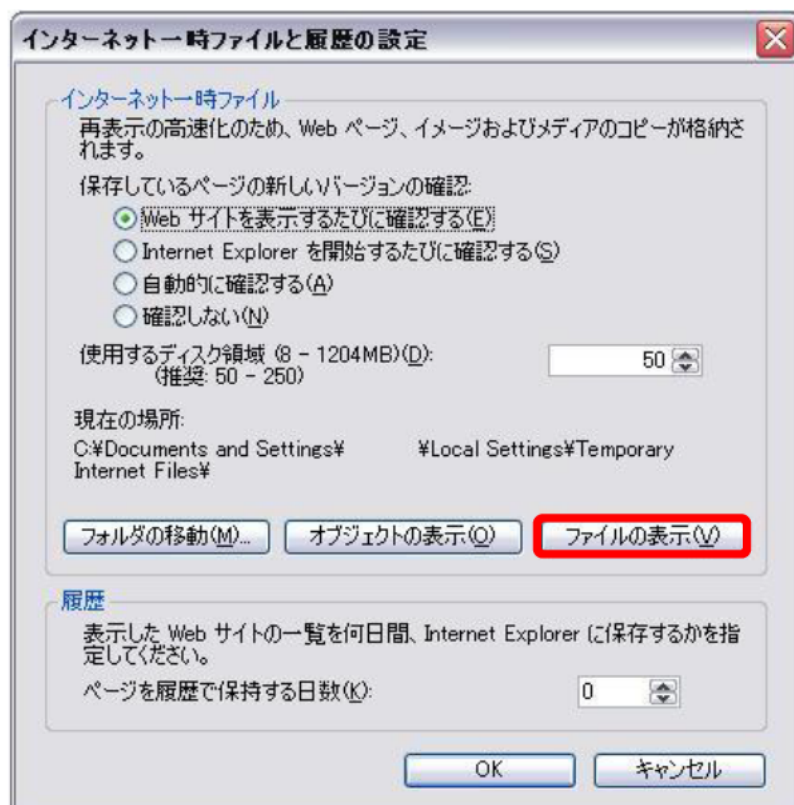 インターネット一時ファイルと履歴の設定
インターネット一時ファイル
再表示の高速化のため、Web ページ、イメージおよびメディアのコピーが格納さ
れます。
保存しているページの新しいバージョンの確認:
Web サイトを表示するたびに確認する(E)
Internet Explorer を開始するたびに確認する(S)
自動的に確認する(A)
確認しない(N)
使用するディスク領域 (8 - 1204MB)(D): 50
(推奨: 50 - 250)
現在の場所:
C:¥Documents and Settings¥ ¥Local Settings¥Temporary
Internet Files¥
フォルダの移動(M)... オブジェクトの表示(O) ファイルの表示(V)
履歴
表示した Web サイトの一覧を何日間、Internet Explorer に保存するかを指
定してください。
ページを履歴で保持する日数(K): 0
OK キャンセル